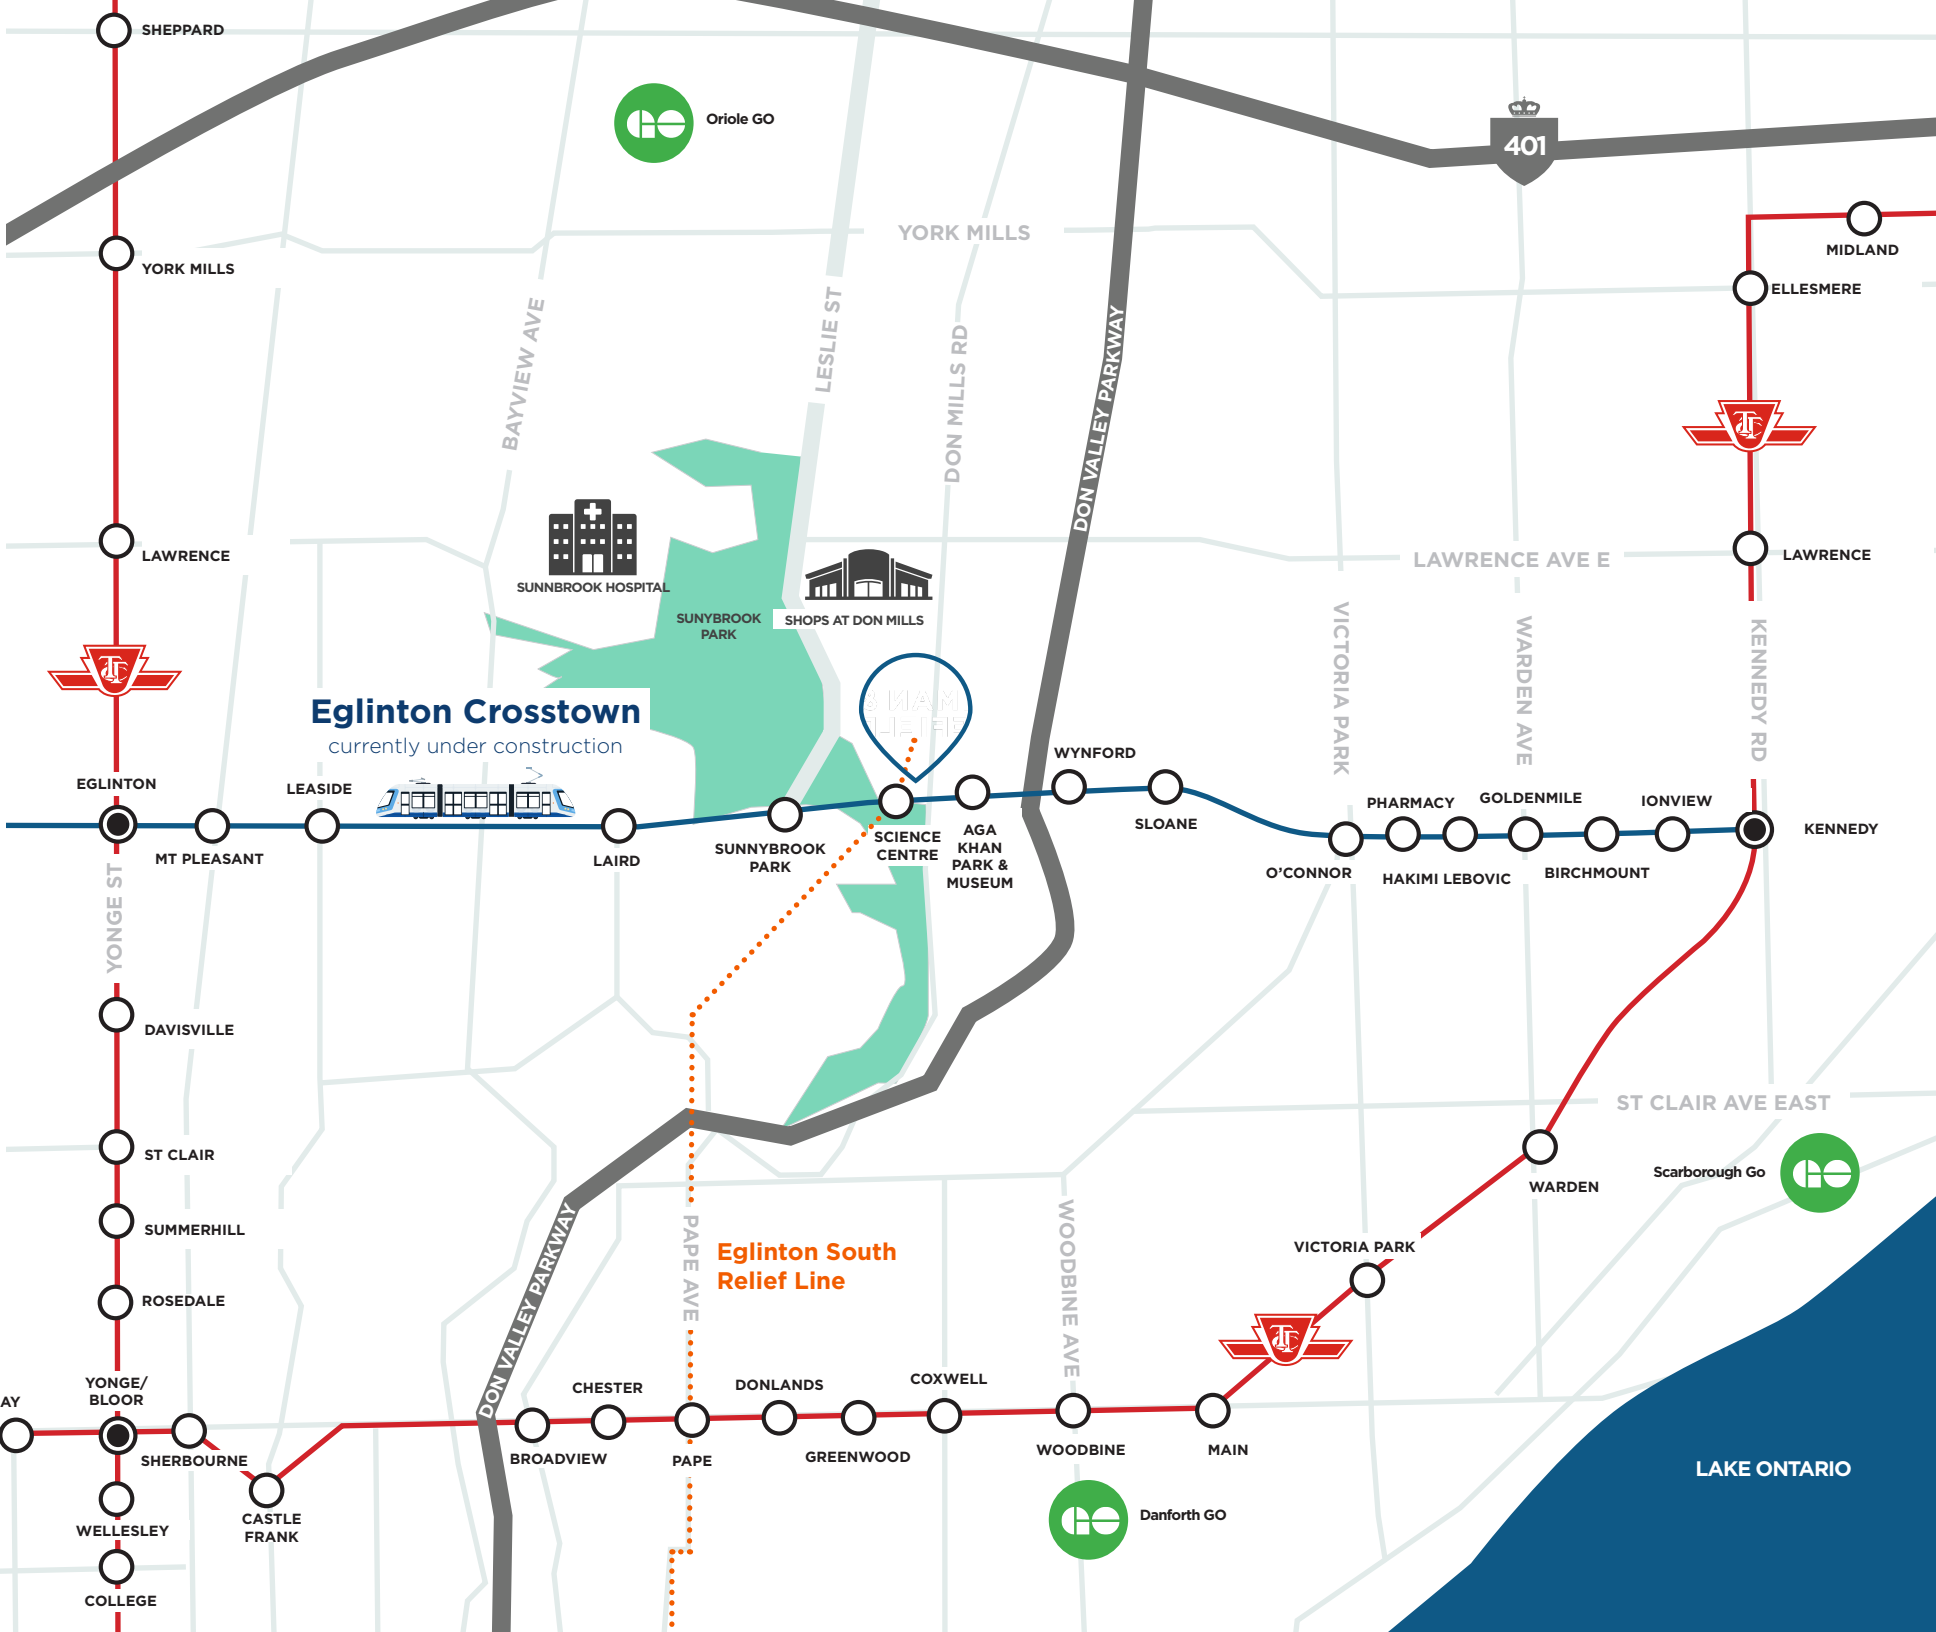 SHEPPARD
Oriole GO
401
YORK MILLS
YORK MILLS
MIDLAND
ELLESMERE
BAYVIEW AVE
LESLIE ST
DON MILLS RD
DON VALLEY PARKWAY
LAWRENCE
LAWRENCE AVE E
LAWRENCE
SUNNBROOK HOSPITAL
SUNYBROOK
PARK
SHOPS AT DON MILLS
VICTORIA PARK
WARDEN AVE
KENNEDY RD
TTC
TTC
Eglinton Crosstown
currently under construction
EGLINTON
MT PLEASANT
LEASIDE
LAIRD
SUNNYBROOK
PARK
SCIENCE
CENTRE
AGA
KHAN
PARK &
MUSEUM
WYNFORD
SLOANE
O'CONNOR
PHARMACY
HAKIMI LEBOVIC
GOLDENMILE
BIRCHMOUNT
IONVIEW
KENNEDY
YONGE ST
DAVISVILLE
ST CLAIR
ST CLAIR AVE EAST
Scarborough Go
WARDEN
SUMMERHILL
ROSEDALE
DON VALLEY PARKWAY
PAPE AVE
Eglinton South
Relief Line
WOODBINE AVE
VICTORIA PARK
TTC
AY
YONGE/
BLOOR
SHERBOURNE
CASTLE
FRANK
WELLESLEY
COLLEGE
BROADVIEW
CHESTER
PAPE
DONLANDS
GREENWOOD
COXWELL
WOODBINE
MAIN
Danforth GO
LAKE ONTARIO